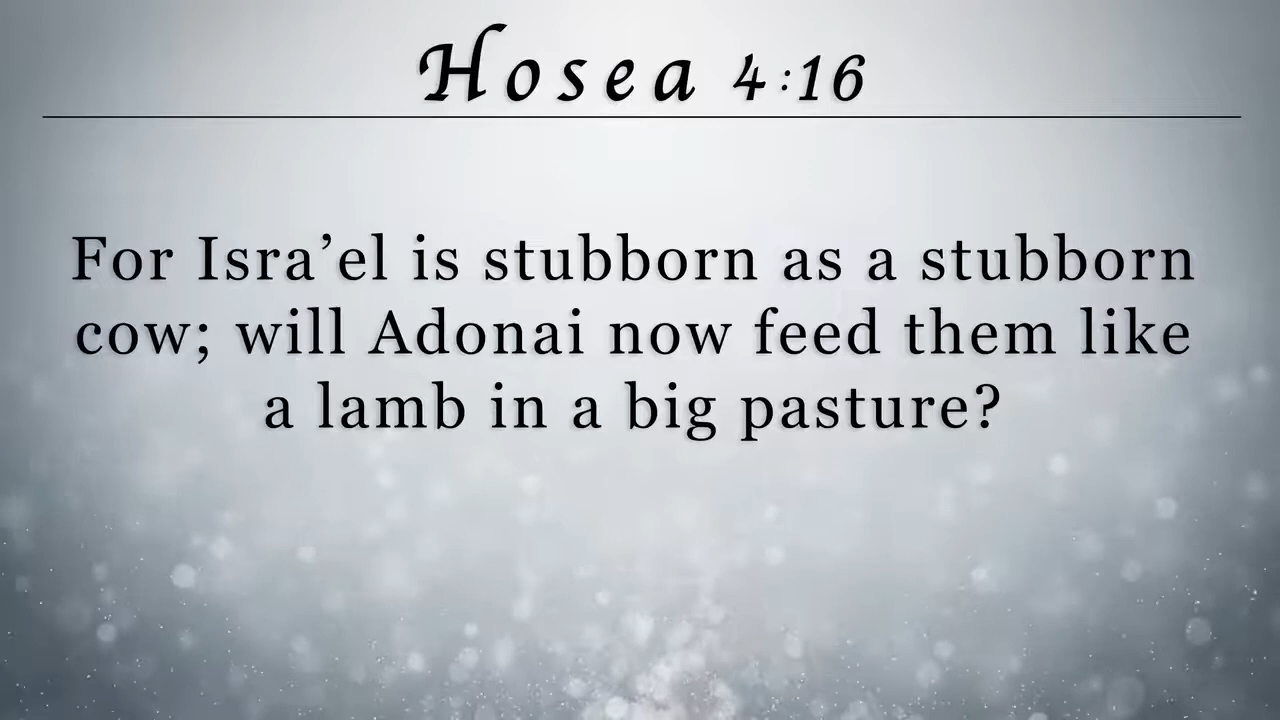 Hosea 4:16
For Isra’el is stubborn as a stubborn
cow; will Adonai now feed them like
a lamb in a big pasture?